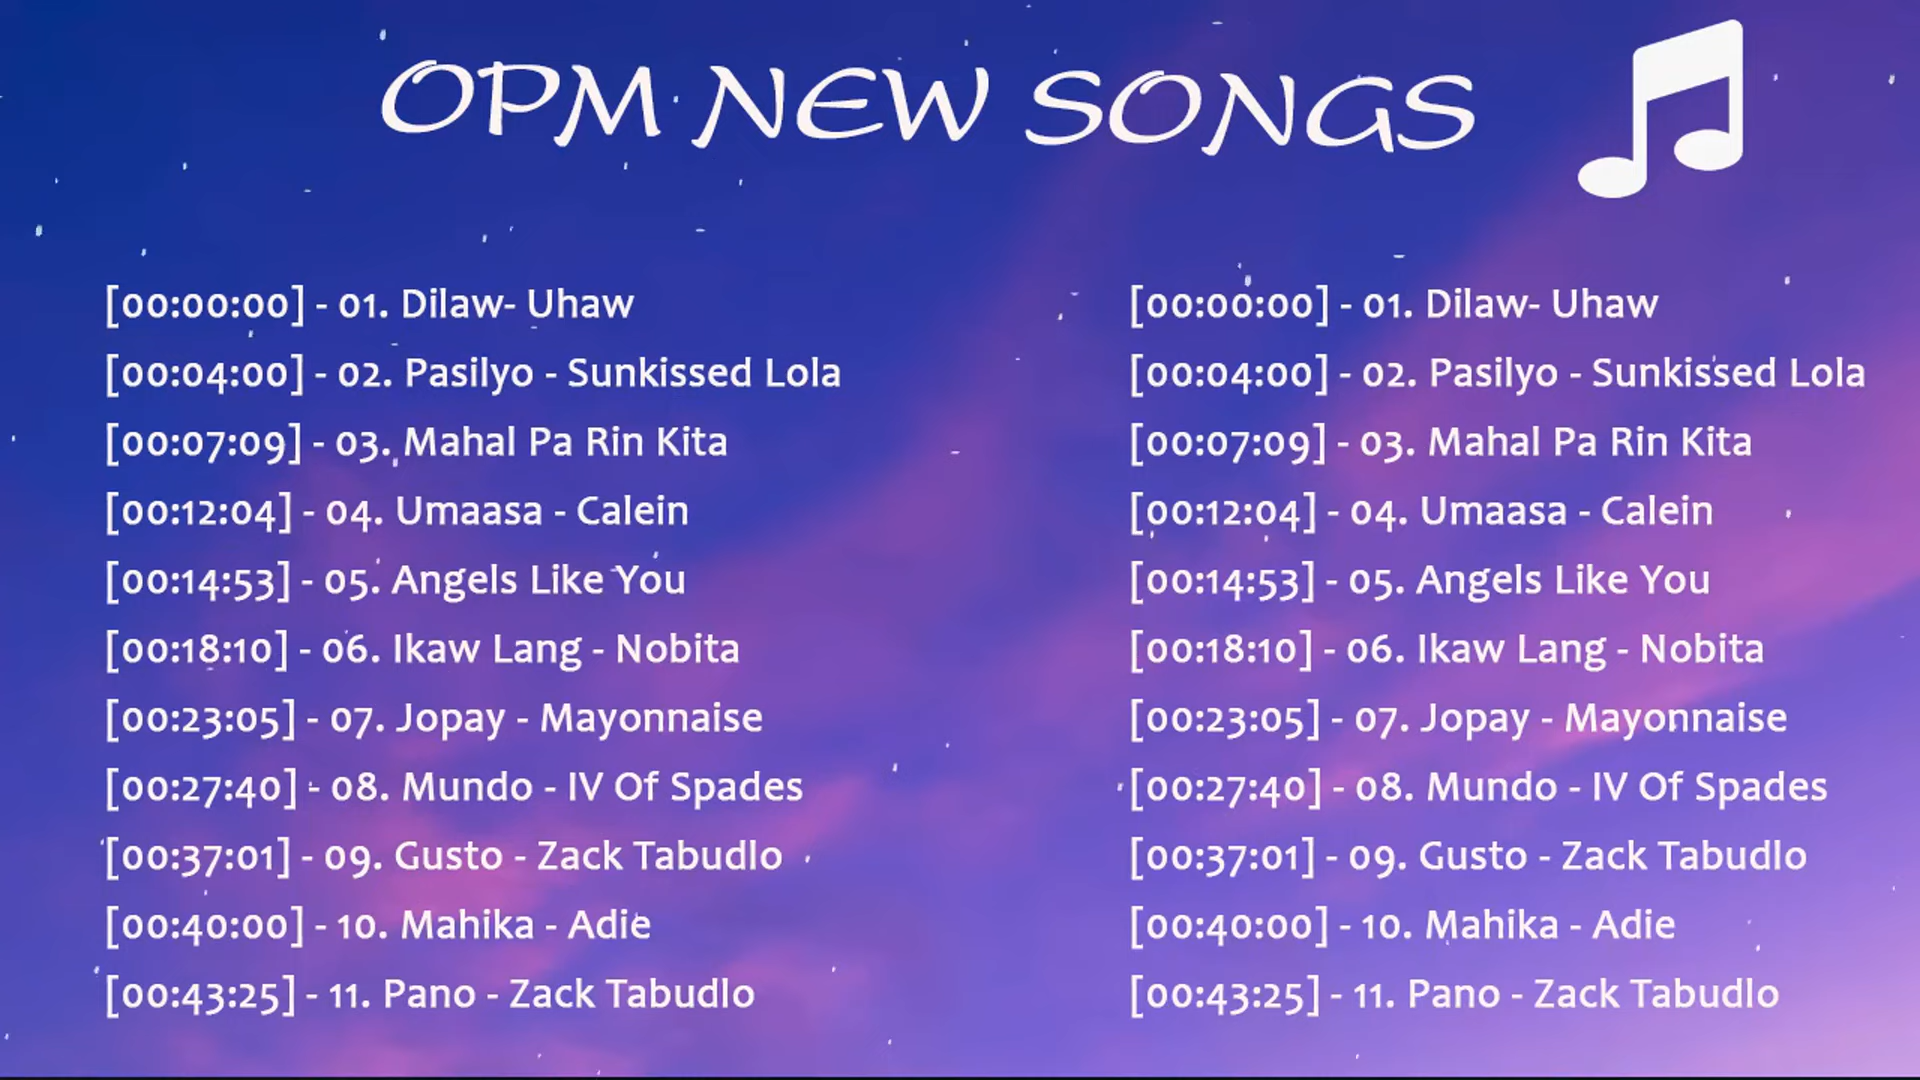 OPM NEW SONGS
[00:00:00] - 01. Dilaw- Uhaw
[00:04:00] - 02. Pasilyo - Sunkissed Lola
[00:07:09] - 03. Mahal Pa Rin Kita
[00:12:04] - 04. Umaasa - Calein
[00:14:53] - 05. Angels Like You
[00:18:10] - 06. Ikaw Lang - Nobita
[00:23:05] - 07. Jopay - Mayonnaise
[00:27:40] - 08. Mundo - IV Of Spades
[00:37:01] - 09. Gusto - Zack Tabudlo
[00:40:00] - 10. Mahika - Adie
[00:43:25] - 11. Pano - Zack Tabudlo
[00:00:00] - 01. Dilaw- Uhaw
[00:04:00] - 02. Pasilyo - Sunkissed Lola
[00:07:09] - 03. Mahal Pa Rin Kita
[00:12:04] - 04. Umaasa - Calein
[00:14:53] - 05. Angels Like You
[00:18:10] - 06. Ikaw Lang - Nobita
[00:23:05] - 07. Jopay - Mayonnaise
[00:27:40] - 08. Mundo - IV Of Spades
[00:37:01] - 09. Gusto - Zack Tabudlo
[00:40:00] - 10. Mahika - Adie
[00:43:25] - 11. Pano - Zack Tabudlo